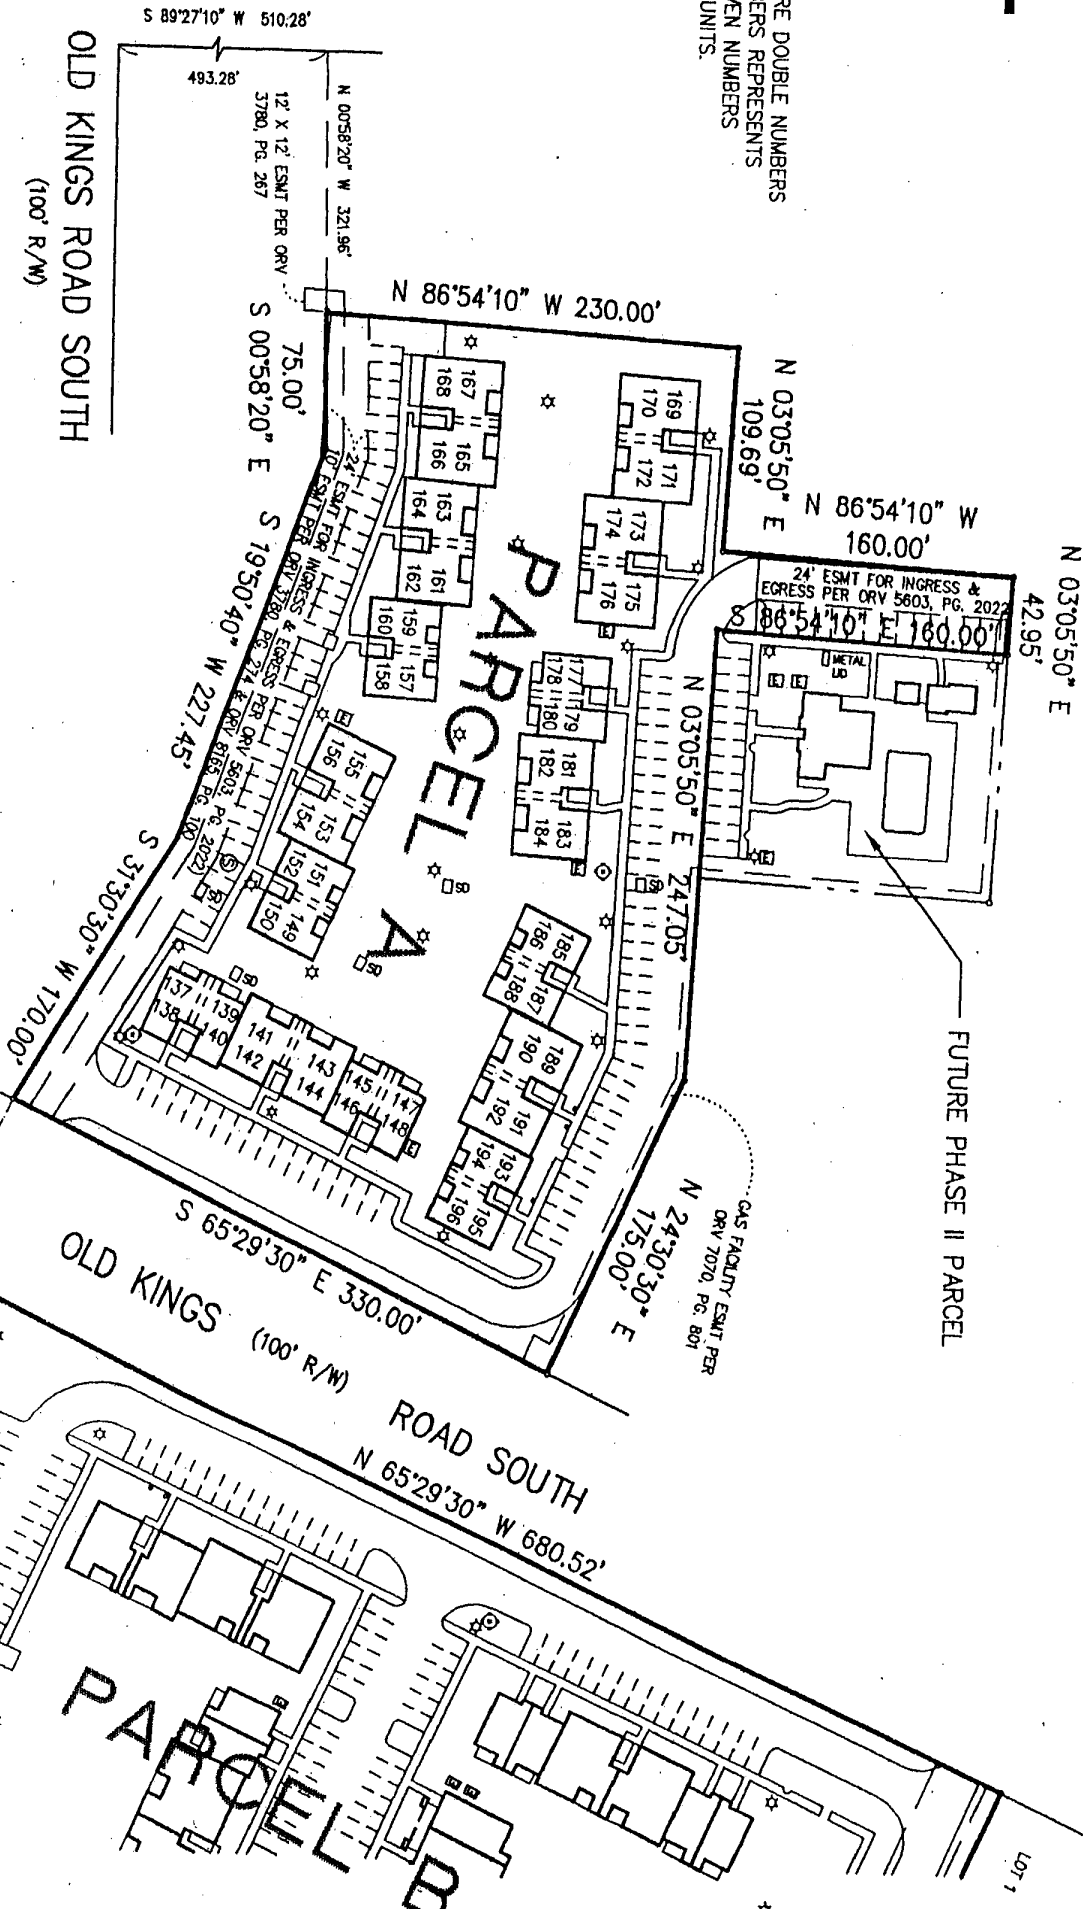 RE DOUBLE NUMBERS
BERS REPRESENTS
VEN NUMBERS
UNITS.
S 89°27'10" W 510.28'
493.28'
N 00°58'20" W 321.96'
12' X 12' ESMT PER ORV
3780, PG. 267
OLD KINGS ROAD SOUTH
(100' R/W)
N 86°54'10" W 230.00'
N 03°05'50" E
109.69'
N 86°54'10" W
160.00'
N 03°05'50" E
42.95'
24' ESMT FOR INGRESS &
EGRESS PER ORV 5603, PG. 2022
S 86°54'10" E 160.00'
METAL
LID
E
E
E
75.00'
S 00°58'20" E
S 19°50'40" W 227.45'
24' ESMT FOR INGRESS & EGRESS PER ORV 5603, PG. 2022
10' ESMT PER ORV 3780, PG. 274 & ORV 8165, PG. 100
S 31°30'30" W 170.00'
N 03°05'50" E 247.05'
FUTURE PHASE II PARCEL
PARCEL A
167
168
165
166
163
164
161
162
159
160
157
158
155
156
153
154
151
152
149
150
169
170
171
172
173
174
175
176
177
178
179
180
181
182
183
184
185
186
187
188
189
190
191
192
193
194
195
196
137
138
139
140
141
142
143
144
145
146
147
148
E
E
E
E
SD
SD
SD
SD
S
GAS FACILITY ESMT PER
ORV 7070, PG. 801
N 24°30'30" E
175.00'
S 65°29'30" E 330.00'
OLD KINGS (100' R/W) ROAD SOUTH
N 65°29'30" W 680.52'
PARCEL B
E
E
E
LOT 1